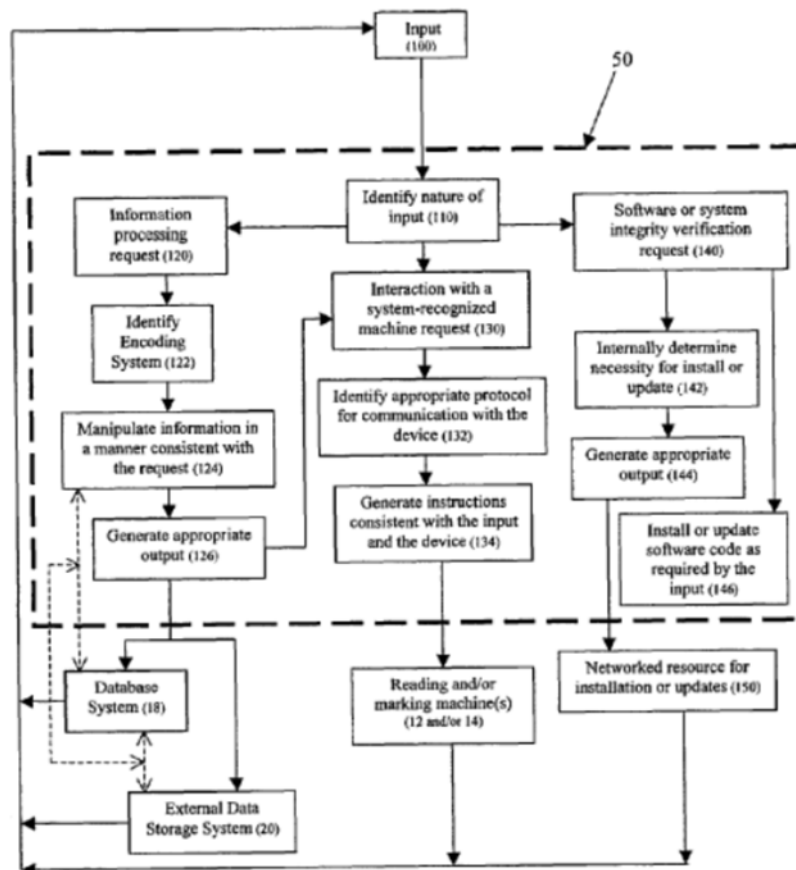 Input
(100)
50
Identify nature of
input (110)
Information
processing
request (120)
Software or system
integrity verification
request (140)
Interaction with a
system-recognized
machine request (130)
Identify
Encoding
System (122)
Internally determine
necessity for install or
update (142)
Identify appropriate protocol
for communication with the
device (132)
Manipulate information in
a manner consistent with
the request (124)
Generate appropriate
output (144)
Generate instructions
consistent with the input
and the device (134)
Generate appropriate
output (126)
Install or update
software code as
required by the
input (146)
Database
System (18)
Reading and/or
marking machine(s)
(12 and/or 14)
Networked resource for
installation or updates (150)
External Data
Storage System (20)